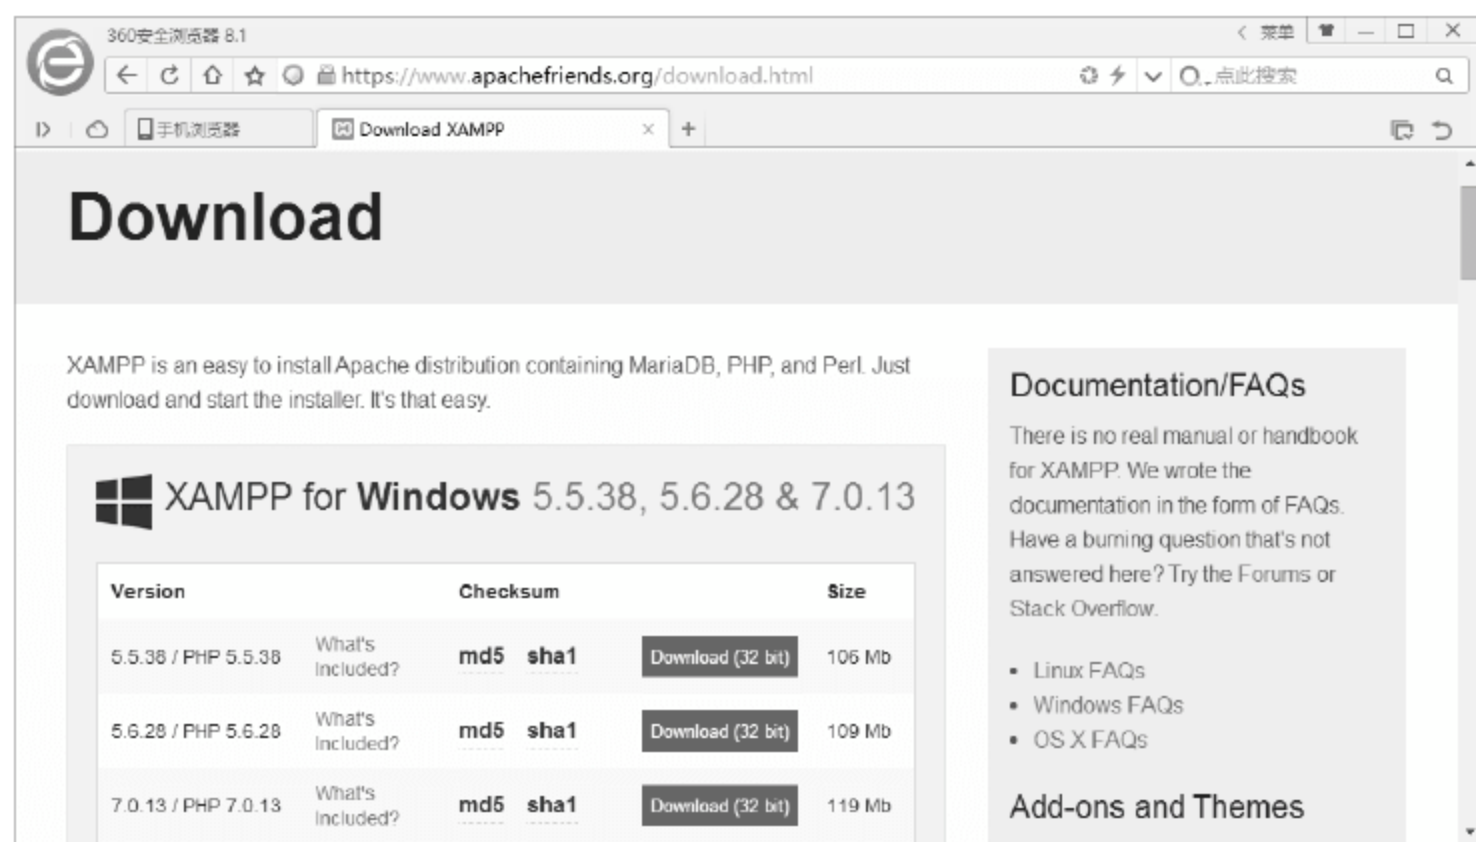 360安全浏览器 8.1
菜单
https://www.apachefriends.org/download.html
点此搜索
手机浏览器
Download XAMPP
Download
XAMPP is an easy to install Apache distribution containing MariaDB, PHP, and Perl. Just
download and start the installer. It's that easy.
XAMPP for Windows 5.5.38, 5.6.28 & 7.0.13
Version Checksum Size
5.5.38 / PHP 5.5.38 What's Included? md5 sha1 Download (32 bit) 106 Mb
5.6.28 / PHP 5.6.28 What's Included? md5 sha1 Download (32 bit) 109 Mb
7.0.13 / PHP 7.0.13 What's Included? md5 sha1 Download (32 bit) 119 Mb
Documentation/FAQs
There is no real manual or handbook
for XAMPP. We wrote the
documentation in the form of FAQs.
Have a burning question that's not
answered here? Try the Forums or
Stack Overflow.
• Linux FAQs
• Windows FAQs
• OS X FAQs
Add-ons and Themes